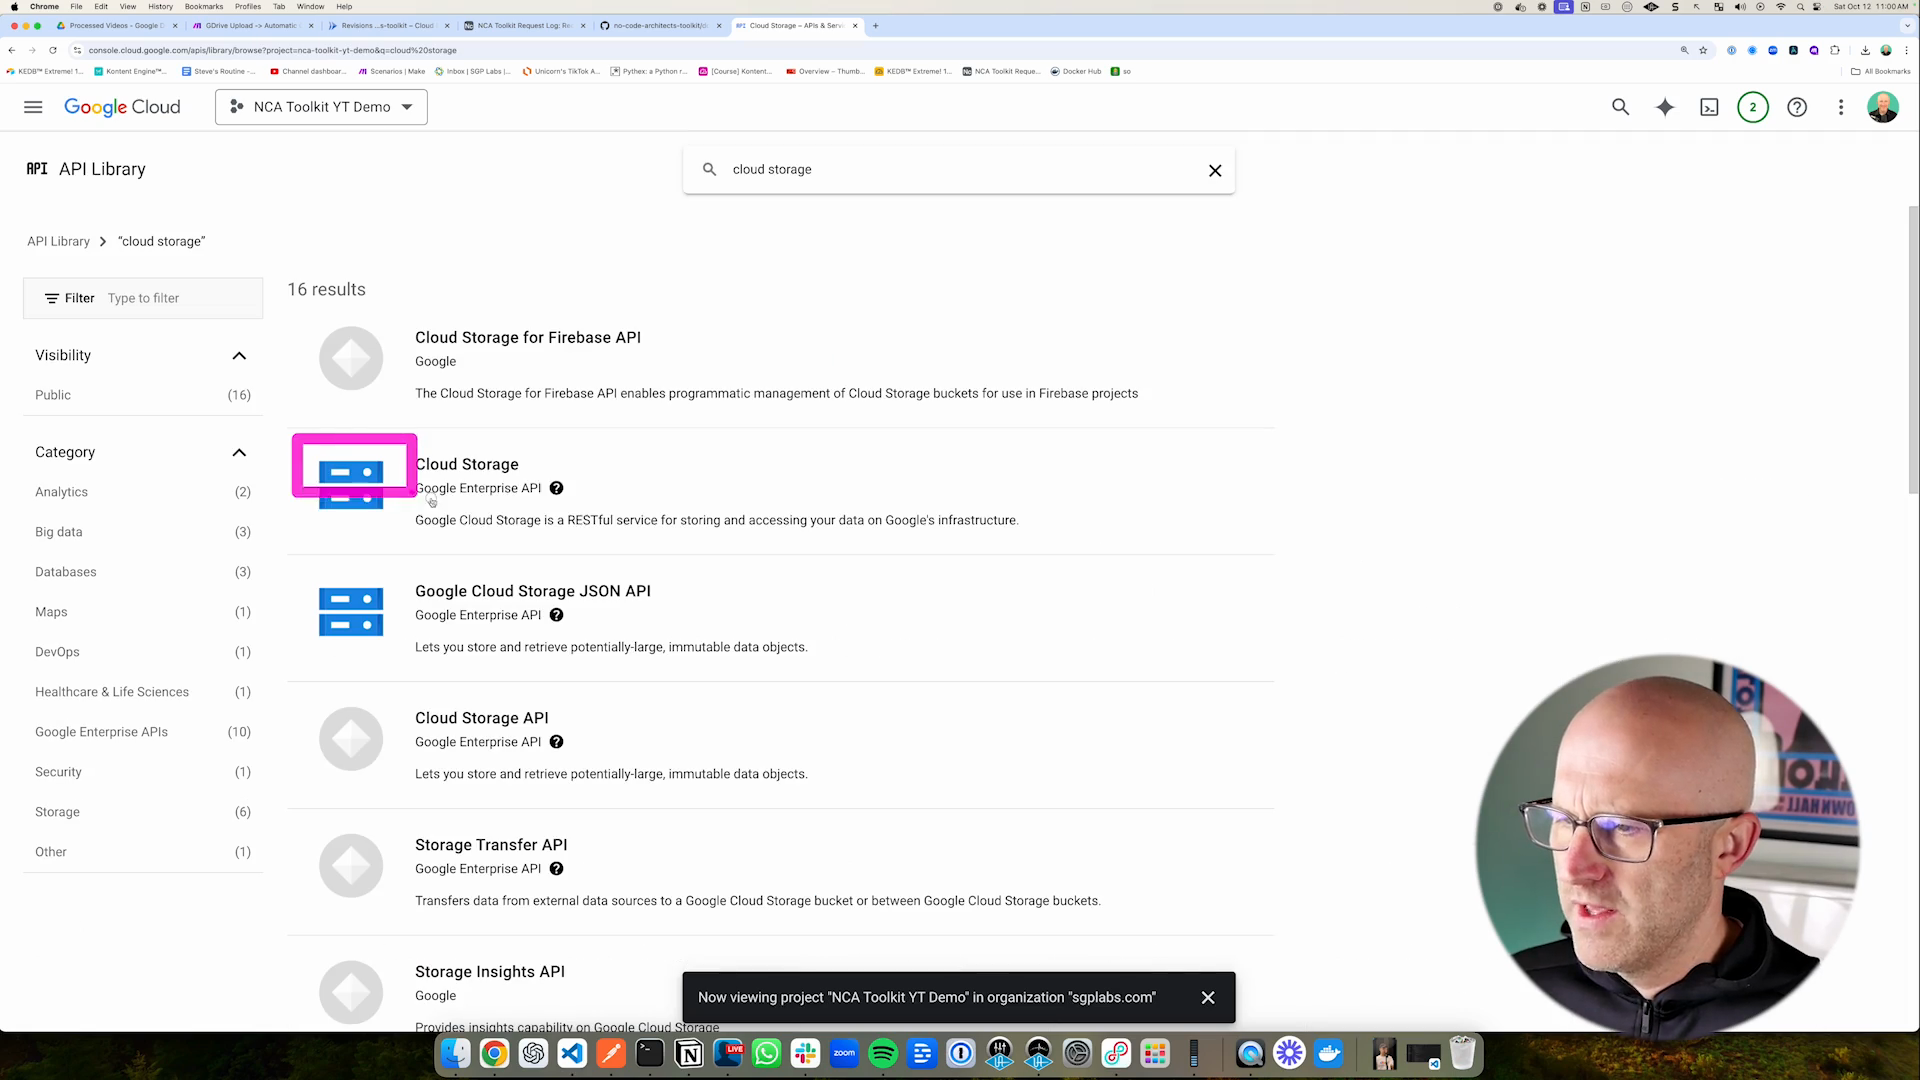 Chrome File Edit View History Bookmarks Profiles Tab Window Help Sat Oct 12 11:00 AM
Processed Videos - Google D GDrive Upload -> Automatic Revisions ...s-toolkit – Cloud NCA Toolkit Request Log: Re no-code-architects-toolkit/do Cloud Storage – APIs & Serv
console.cloud.google.com/apis/library/browse?project=nca-toolkit-yt-demo&q=cloud%20storage
KEDB™ Extreme! 1... Kontent Engine™... Steve's Routine -... Channel dashboar... Scenarios | Make Inbox | SGP Labs |... Unicorn's TikTok A... Pythex: a Python r... [Course] Kontent... Overview – Thumb... KEDB™ Extreme! 1... NCA Toolkit Reque... Docker Hub so All Bookmarks
Google Cloud NCA Toolkit YT Demo 2
API API Library
cloud storage
API Library “cloud storage”
Filter Type to filter
16 results
Visibility
Public (16)
Category
Analytics (2)
Big data (3)
Databases (3)
Maps (1)
DevOps (1)
Healthcare & Life Sciences (1)
Google Enterprise APIs (10)
Security (1)
Storage (6)
Other (1)
Cloud Storage for Firebase API
Google
The Cloud Storage for Firebase API enables programmatic management of Cloud Storage buckets for use in Firebase projects
Cloud Storage
Google Enterprise API
Google Cloud Storage is a RESTful service for storing and accessing your data on Google's infrastructure.
Google Cloud Storage JSON API
Google Enterprise API
Lets you store and retrieve potentially-large, immutable data objects.
Cloud Storage API
Google Enterprise API
Lets you store and retrieve potentially-large, immutable data objects.
Storage Transfer API
Google Enterprise API
Transfers data from external data sources to a Google Cloud Storage bucket or between Google Cloud Storage buckets.
Storage Insights API
Google
Provides insights capability on Google Cloud Storage
Now viewing project "NCA Toolkit YT Demo" in organization "sgplabs.com"
LIVE
zoom